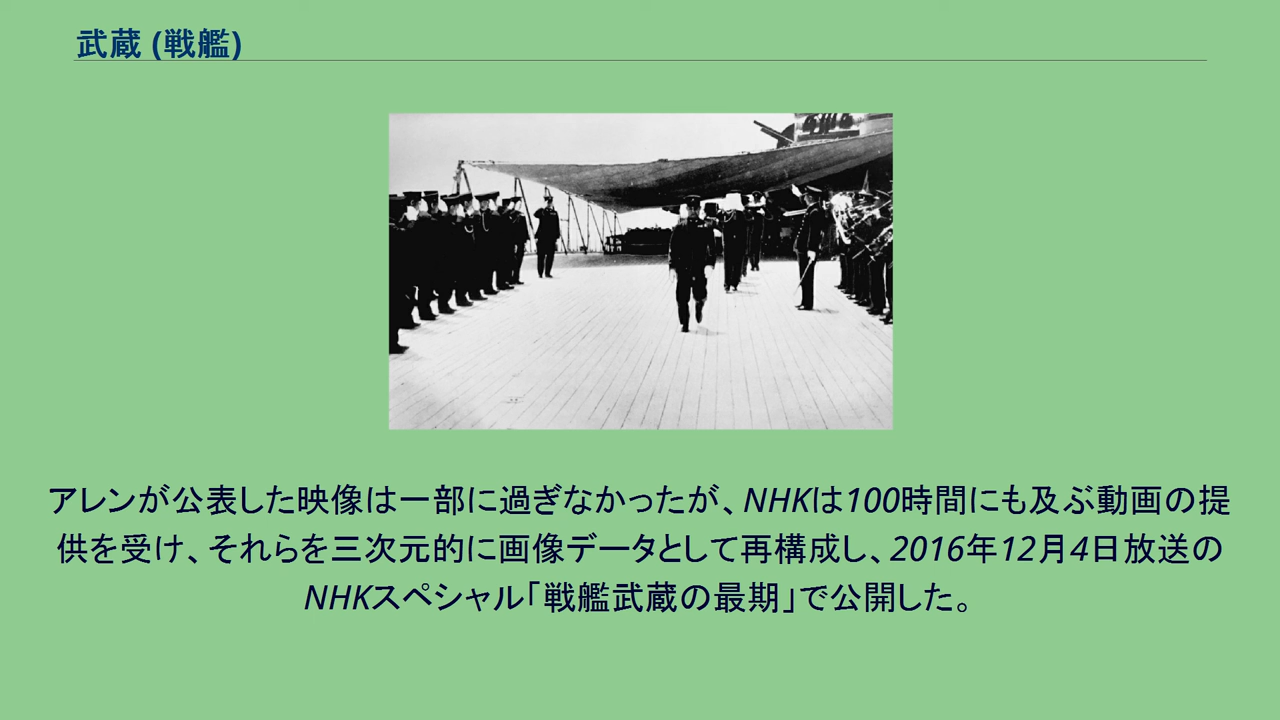 武蔵 (戦艦)
アレンが公表した映像は一部に過ぎなかったが、NHKは100時間にも及ぶ動画の提
供を受け、それらを三次元的に画像データとして再構成し、2016年12月4日放送の
NHKスペシャル「戦艦武蔵の最期」で公開した。